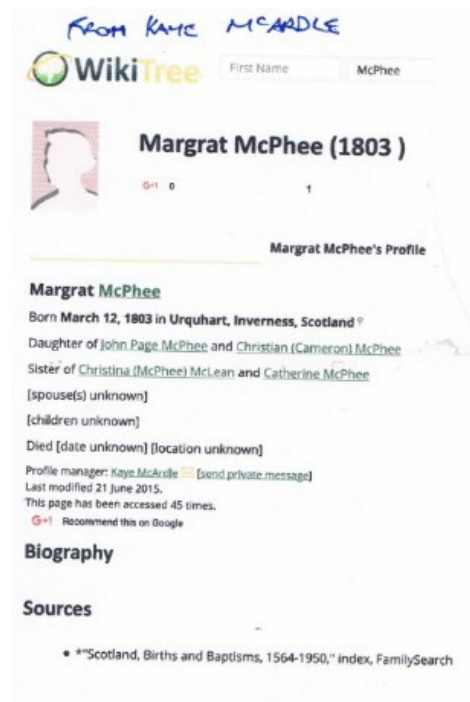 FROM KAYE McARDLE
WikiTree First Name McPhee
Margrat McPhee (1803 )
G+1 0 1
Margrat McPhee's Profile
Margrat McPhee
Born March 12, 1803 in Urquhart, Inverness, Scotland
Daughter of John Page McPhee and Christian (Cameron) McPhee
Sister of Christina (McPhee) McLean and Catherine McPhee
[spouse(s) unknown]
[children unknown]
Died [date unknown] [location unknown]
Profile manager: Kaye McArdle [send private message]
Last modified 21 June 2015.
This page has been accessed 45 times.
G+1 Recommend this on Google
Biography
Sources
• *"Scotland, Births and Baptisms, 1564-1950," index, FamilySearch